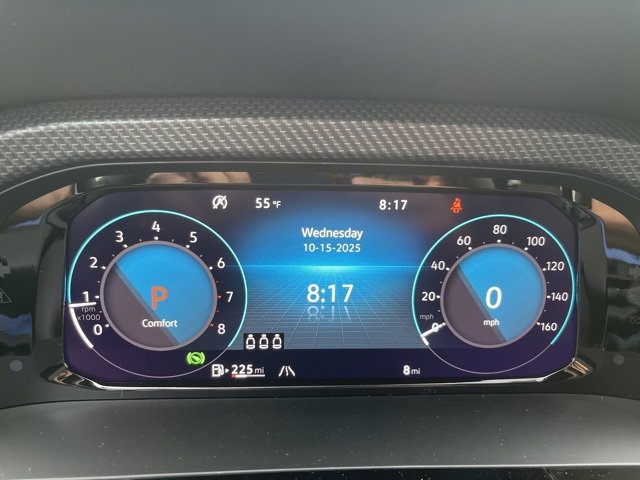 55°F
8:17
Wednesday
10-15-2025
8:17
0 1 2 3 4 5 6 7 8
rpm
x1000
P
Comfort
0 20 40 60 80 100 120 140 160
mph
0
mph
225 mi
8 mi